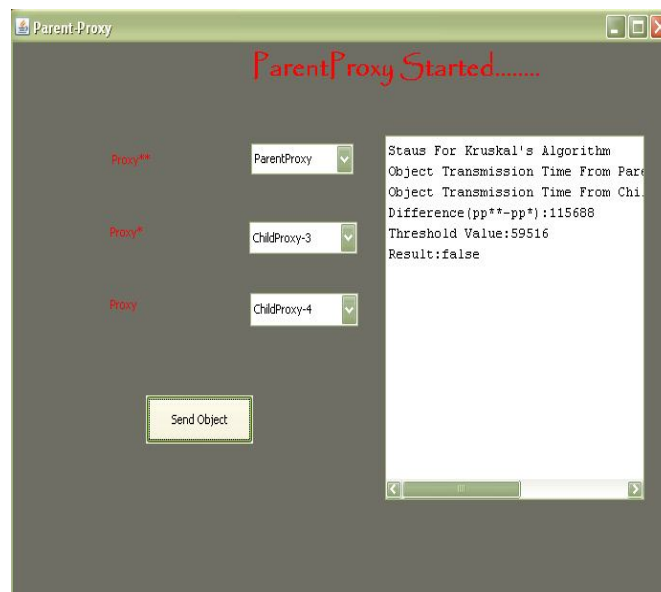 Parent-Proxy
ParentProxy Started........
Proxy**
ParentProxy
Proxy*
ChildProxy-3
Proxy
ChildProxy-4
Send Object
Staus For Kruskal's Algorithm
Object Transmission Time From Pare
Object Transmission Time From Chi
Difference(pp**-pp*):115688
Threshold Value:59516
Result:false